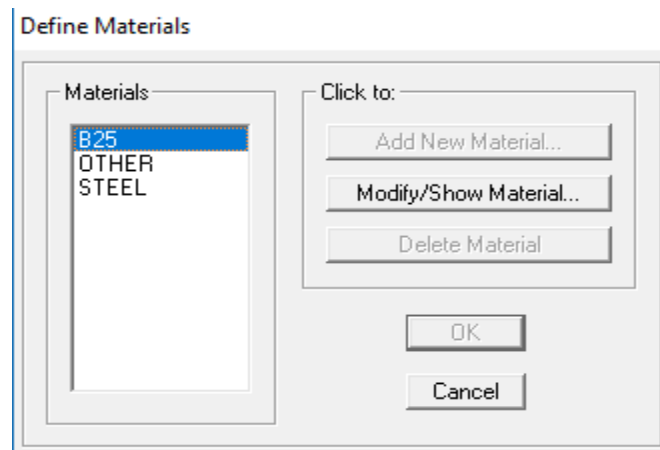 Define Materials
Materials
B25
OTHER
STEEL
Click to:
Add New Material...
Modify/Show Material...
Delete Material
OK
Cancel